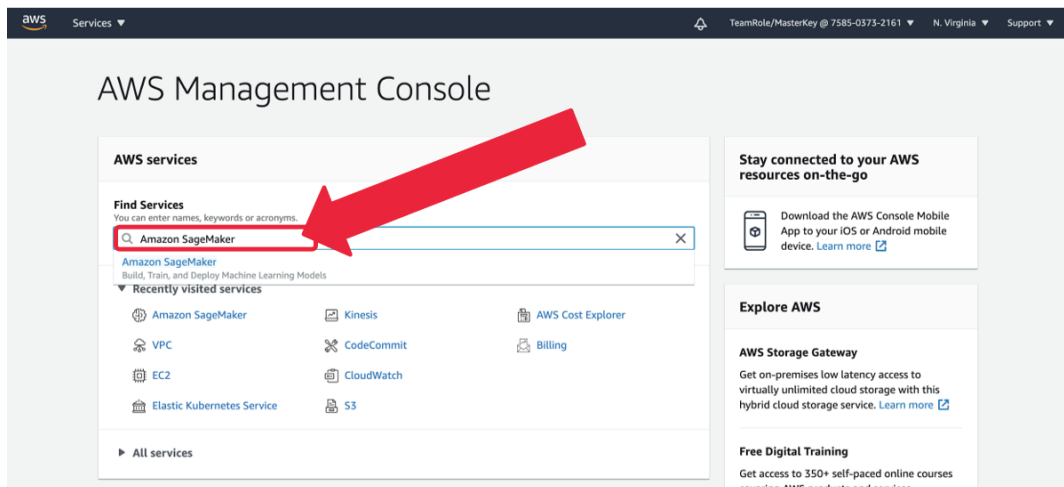 aws
Services ▼
TeamRole/MasterKey @ 7585-0373-2161 ▼
N. Virginia ▼
Support ▼
AWS Management Console
AWS services
Find Services
You can enter names, keywords or acronyms.
Amazon SageMaker
Amazon SageMaker
Build, Train, and Deploy Machine Learning Models
▼ Recently visited services
Amazon SageMaker
Kinesis
AWS Cost Explorer
VPC
CodeCommit
Billing
EC2
CloudWatch
Elastic Kubernetes Service
S3
▶ All services
Stay connected to your AWS
resources on-the-go
Download the AWS Console Mobile
App to your iOS or Android mobile
device. Learn more
Explore AWS
AWS Storage Gateway
Get on-premises low latency access to
virtually unlimited cloud storage with this
hybrid cloud storage service. Learn more
Free Digital Training
Get access to 350+ self-paced online courses